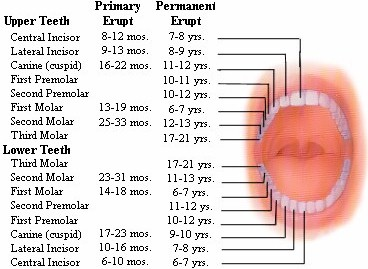 Primary Permanent
Upper Teeth Erupt Erupt
Central Incisor 8-12 mos. 7-8 yrs.
Lateral Incisor 9-13 mos. 8-9 yrs.
Canine (cuspid) 16-22 mos. 11-12 yrs.
First Premolar 10-11 yrs.
Second Premolar 10-12 yrs.
First Molar 13-19 mos. 6-7 yrs.
Second Molar 25-33 mos. 12-13 yrs.
Third Molar 17-21 yrs.
Lower Teeth
Third Molar 17-21 yrs.
Second Molar 23-31 mos. 11-13 yrs.
First Molar 14-18 mos. 6-7 yrs.
Second Premolar 11-12 ys.
First Premolar 10-12 yrs.
Canine (cuspid) 17-23 mos. 9-10 yrs.
Lateral Incisor 10-16 mos. 7-8 yrs.
Central Incisor 6-10 mos. 6-7 yrs.